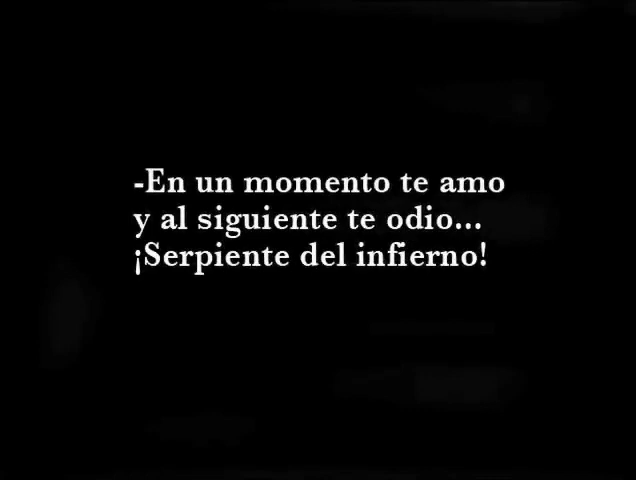 -En un momento te amo
y al siguiente te odio...
¡Serpiente del infierno!